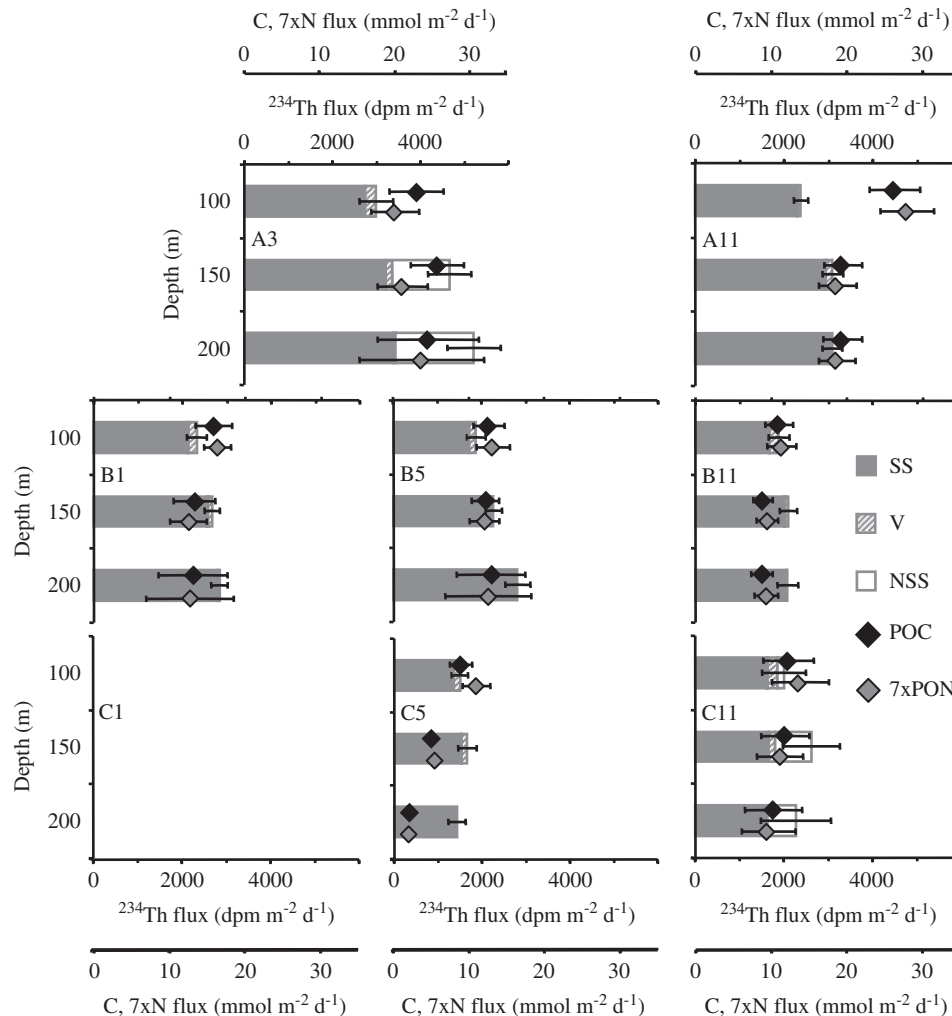 C, 7xN flux (mmol m-2 d-1)
0 10 20 30
234Th flux (dpm m-2 d-1)
0 2000 4000
C, 7xN flux (mmol m-2 d-1)
0 10 20 30
234Th flux (dpm m-2 d-1)
0 2000 4000
Depth (m)
100
150
200
A3
A11
Depth (m)
100
150
200
B1
B5
B11
SS
V
NSS
POC
7xPON
Depth (m)
100
150
200
C1
C5
C11
0 2000 4000
234Th flux (dpm m-2 d-1)
0 10 20 30
C, 7xN flux (mmol m-2 d-1)
0 2000 4000
234Th flux (dpm m-2 d-1)
0 10 20 30
C, 7xN flux (mmol m-2 d-1)
0 2000 4000
234Th flux (dpm m-2 d-1)
0 10 20 30
C, 7xN flux (mmol m-2 d-1)